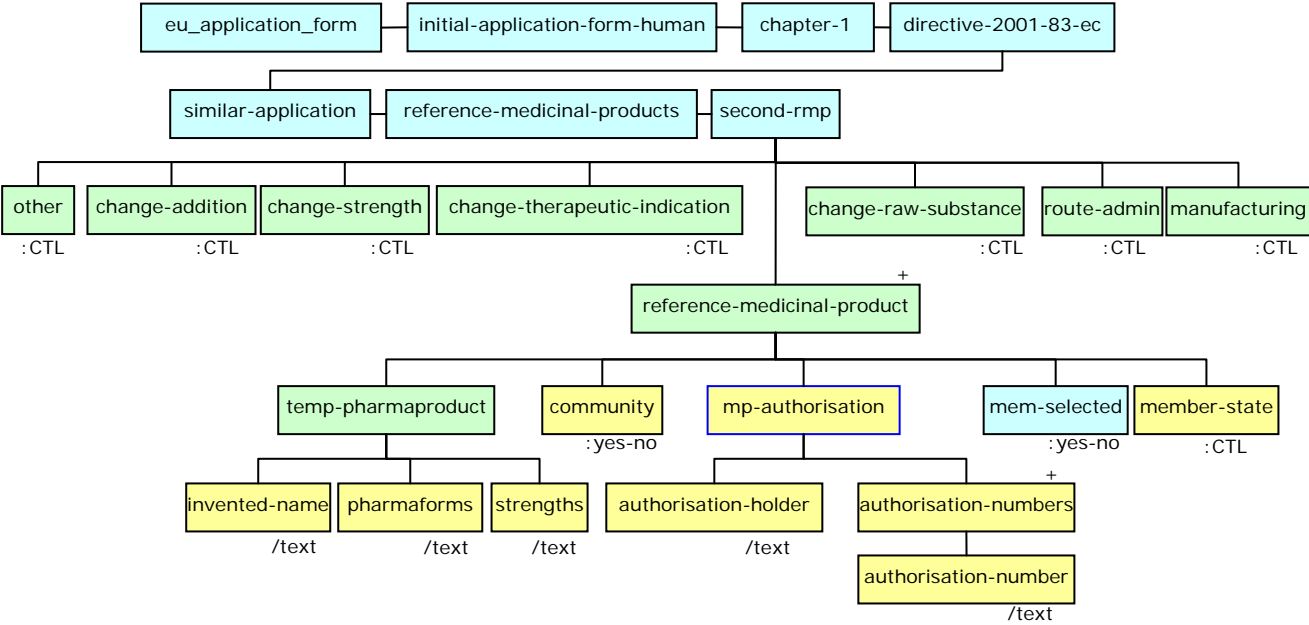 eu_application_form initial-application-form-human chapter-1 directive-2001-83-ec
similar-application reference-medicinal-products second-rmp
other change-addition change-strength change-therapeutic-indication change-raw-substance route-admin manufacturing
:CTL :CTL :CTL :CTL :CTL :CTL :CTL
+
reference-medicinal-product
temp-pharmaproduct community mp-authorisation mem-selected member-state
:yes-no :yes-no :CTL
+
invented-name pharmaforms strengths authorisation-holder authorisation-numbers
/text /text /text /text
authorisation-number
/text